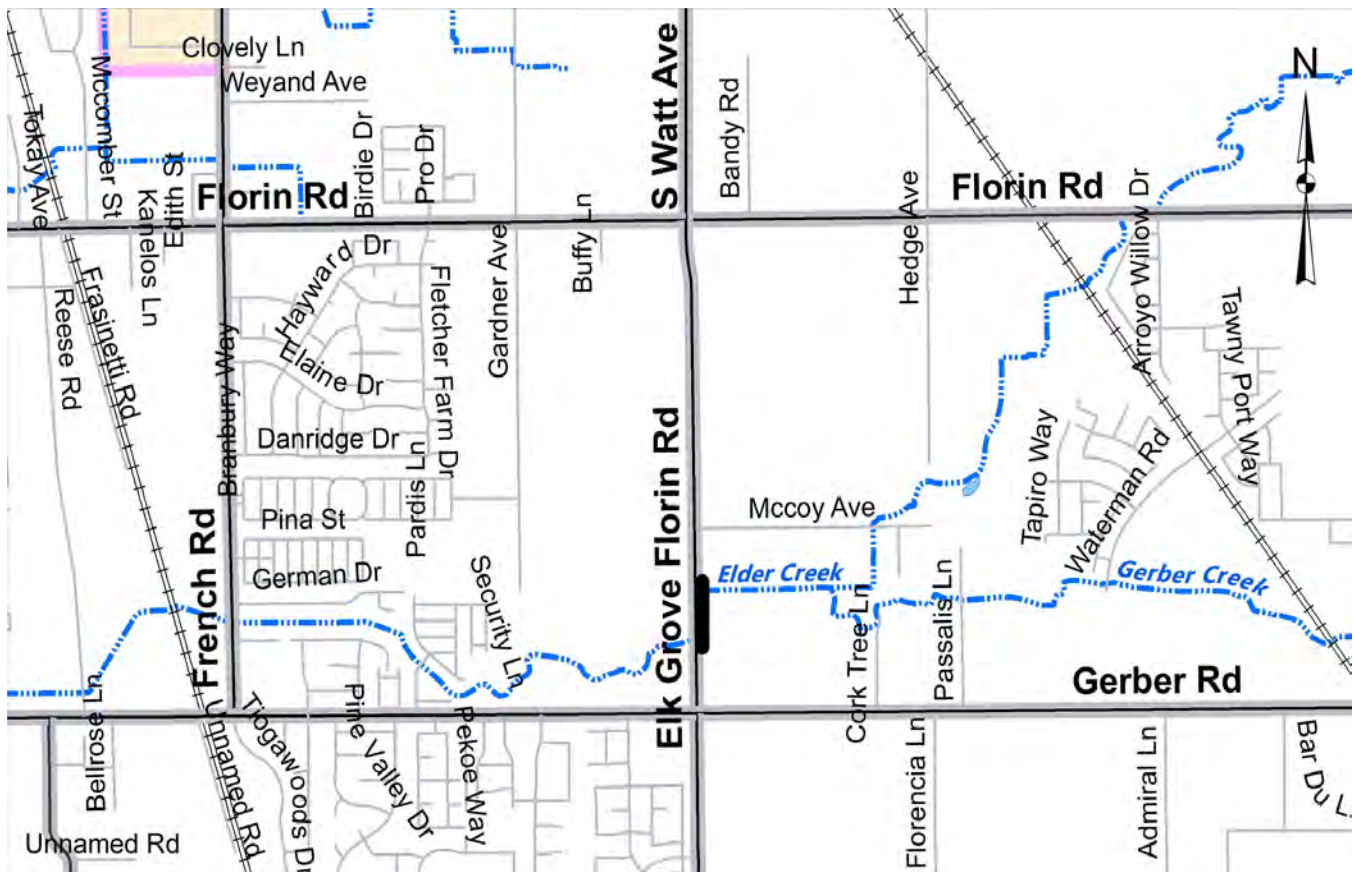 Clovely Ln
Weyand Ave
Mccomber St
Tokay Ave
Kanelos Ln
Edith St
Florin Rd
Birdie Dr
Pro Dr
S Watt Ave
Bandy Rd
Hedge Ave
Florin Rd
N
Arroyo Willow Dr
Tawny Port Way
Reese Rd
Frasinetti Rd
Branbury Way
Hayward Dr
Elaine Dr
Fletcher Farm Dr
Gardner Ave
Buffy Ln
Danridge Dr
Pardis Ln
Pina St
German Dr
French Rd
Security Ln
Elk Grove Florin Rd
Mccoy Ave
Elder Creek
Tapiro Way
Waterman Rd
Gerber Creek
Cork Tree Ln
Passalis Ln
Gerber Rd
Bellrose Ln
Unnamed Rd
Unnamed Rd
Tiogawoods Dr
Pine Valley Dr
Pekoe Way
Florencia Ln
Admiral Ln
Bar Du L